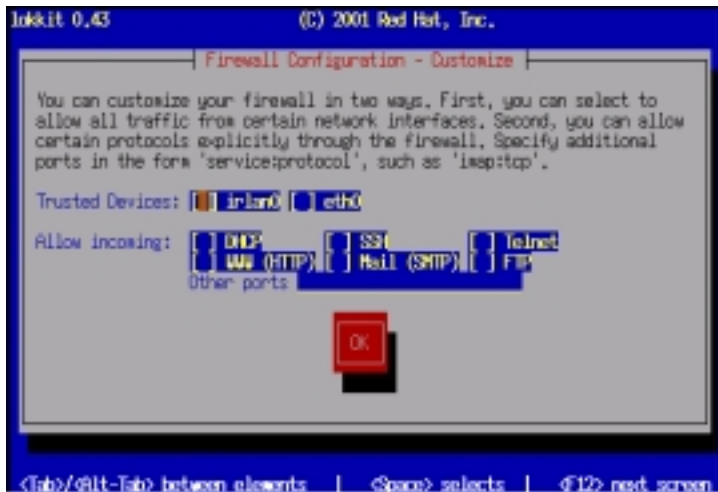 lokkit 0.43 (C) 2001 Red Hat, Inc.
Firewall Configuration - Customize
You can customize your firewall in two ways. First, you can select to
allow all traffic from certain network interfaces. Second, you can allow
certain protocols explicitly through the firewall. Specify additional
ports in the form 'service:protocol', such as 'imap:tcp'.
Trusted Devices: [ ] irlan0 [ ] eth0
Allow incoming: [ ] DHCP [ ] SSH [ ] Telnet
[ ] WWW (HTTP) [ ] Mail (SMTP) [ ] FTP
Other ports
OK
<Tab>/<Alt-Tab> between elements | <Space> selects | <F12> next screen